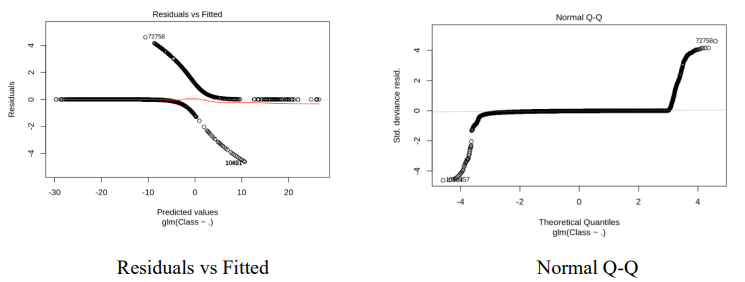 Residuals vs Fitted
Residuals
4
2
0
-2
-4
72758
-30
-20
-10
0
10
20
Predicted values
glm(Class ~ .)
Residuals vs Fitted
Normal Q-Q
Std. deviance resid.
4
2
0
-2
-4
72758
-4
-2
0
2
4
Theoretical Quantiles
glm(Class ~ .)
Normal Q-Q